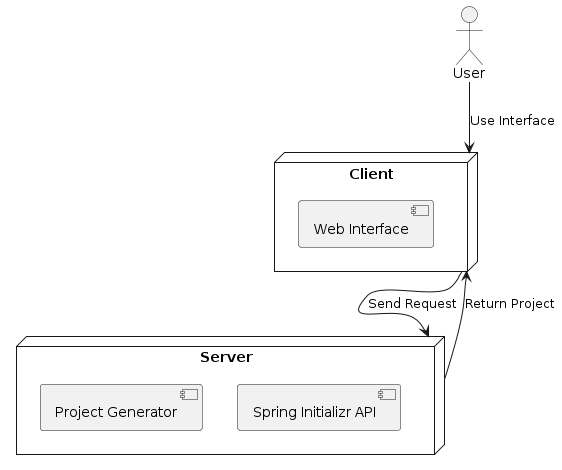 User
Use Interface
Client
Web Interface
Send Request
Return Project
Server
Project Generator
Spring Initializr API